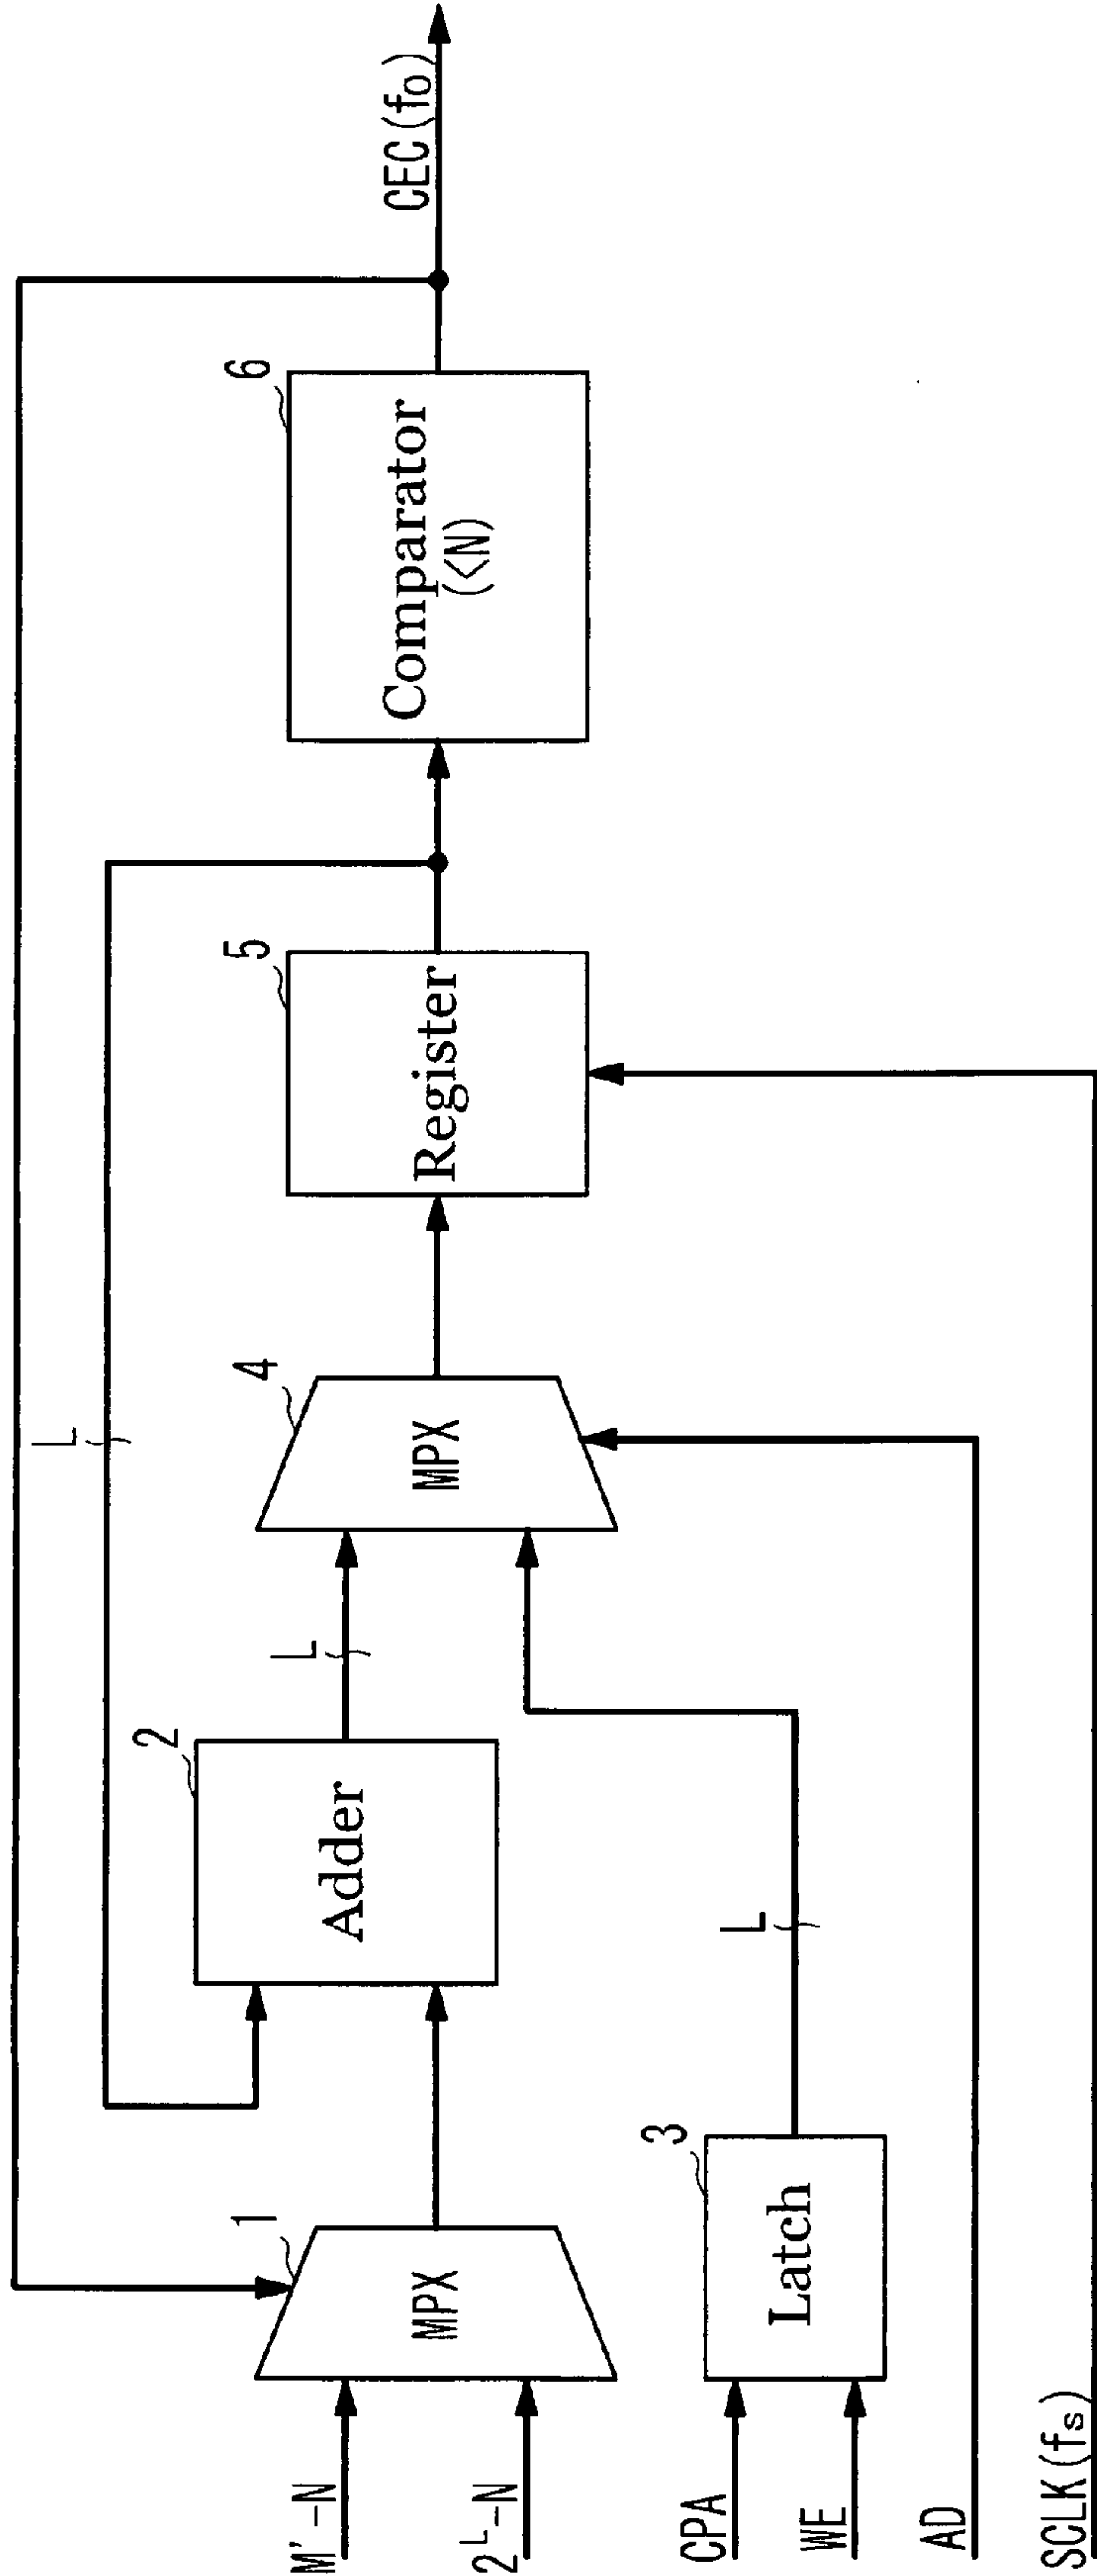 M'-N
2^L-N
MPX
1
Adder
2
L
L
CPA
WE
Latch
3
L
AD
SCLK(fs)
MPX
4
Register
5
Comparator
(<N)
6
CEC(fo)